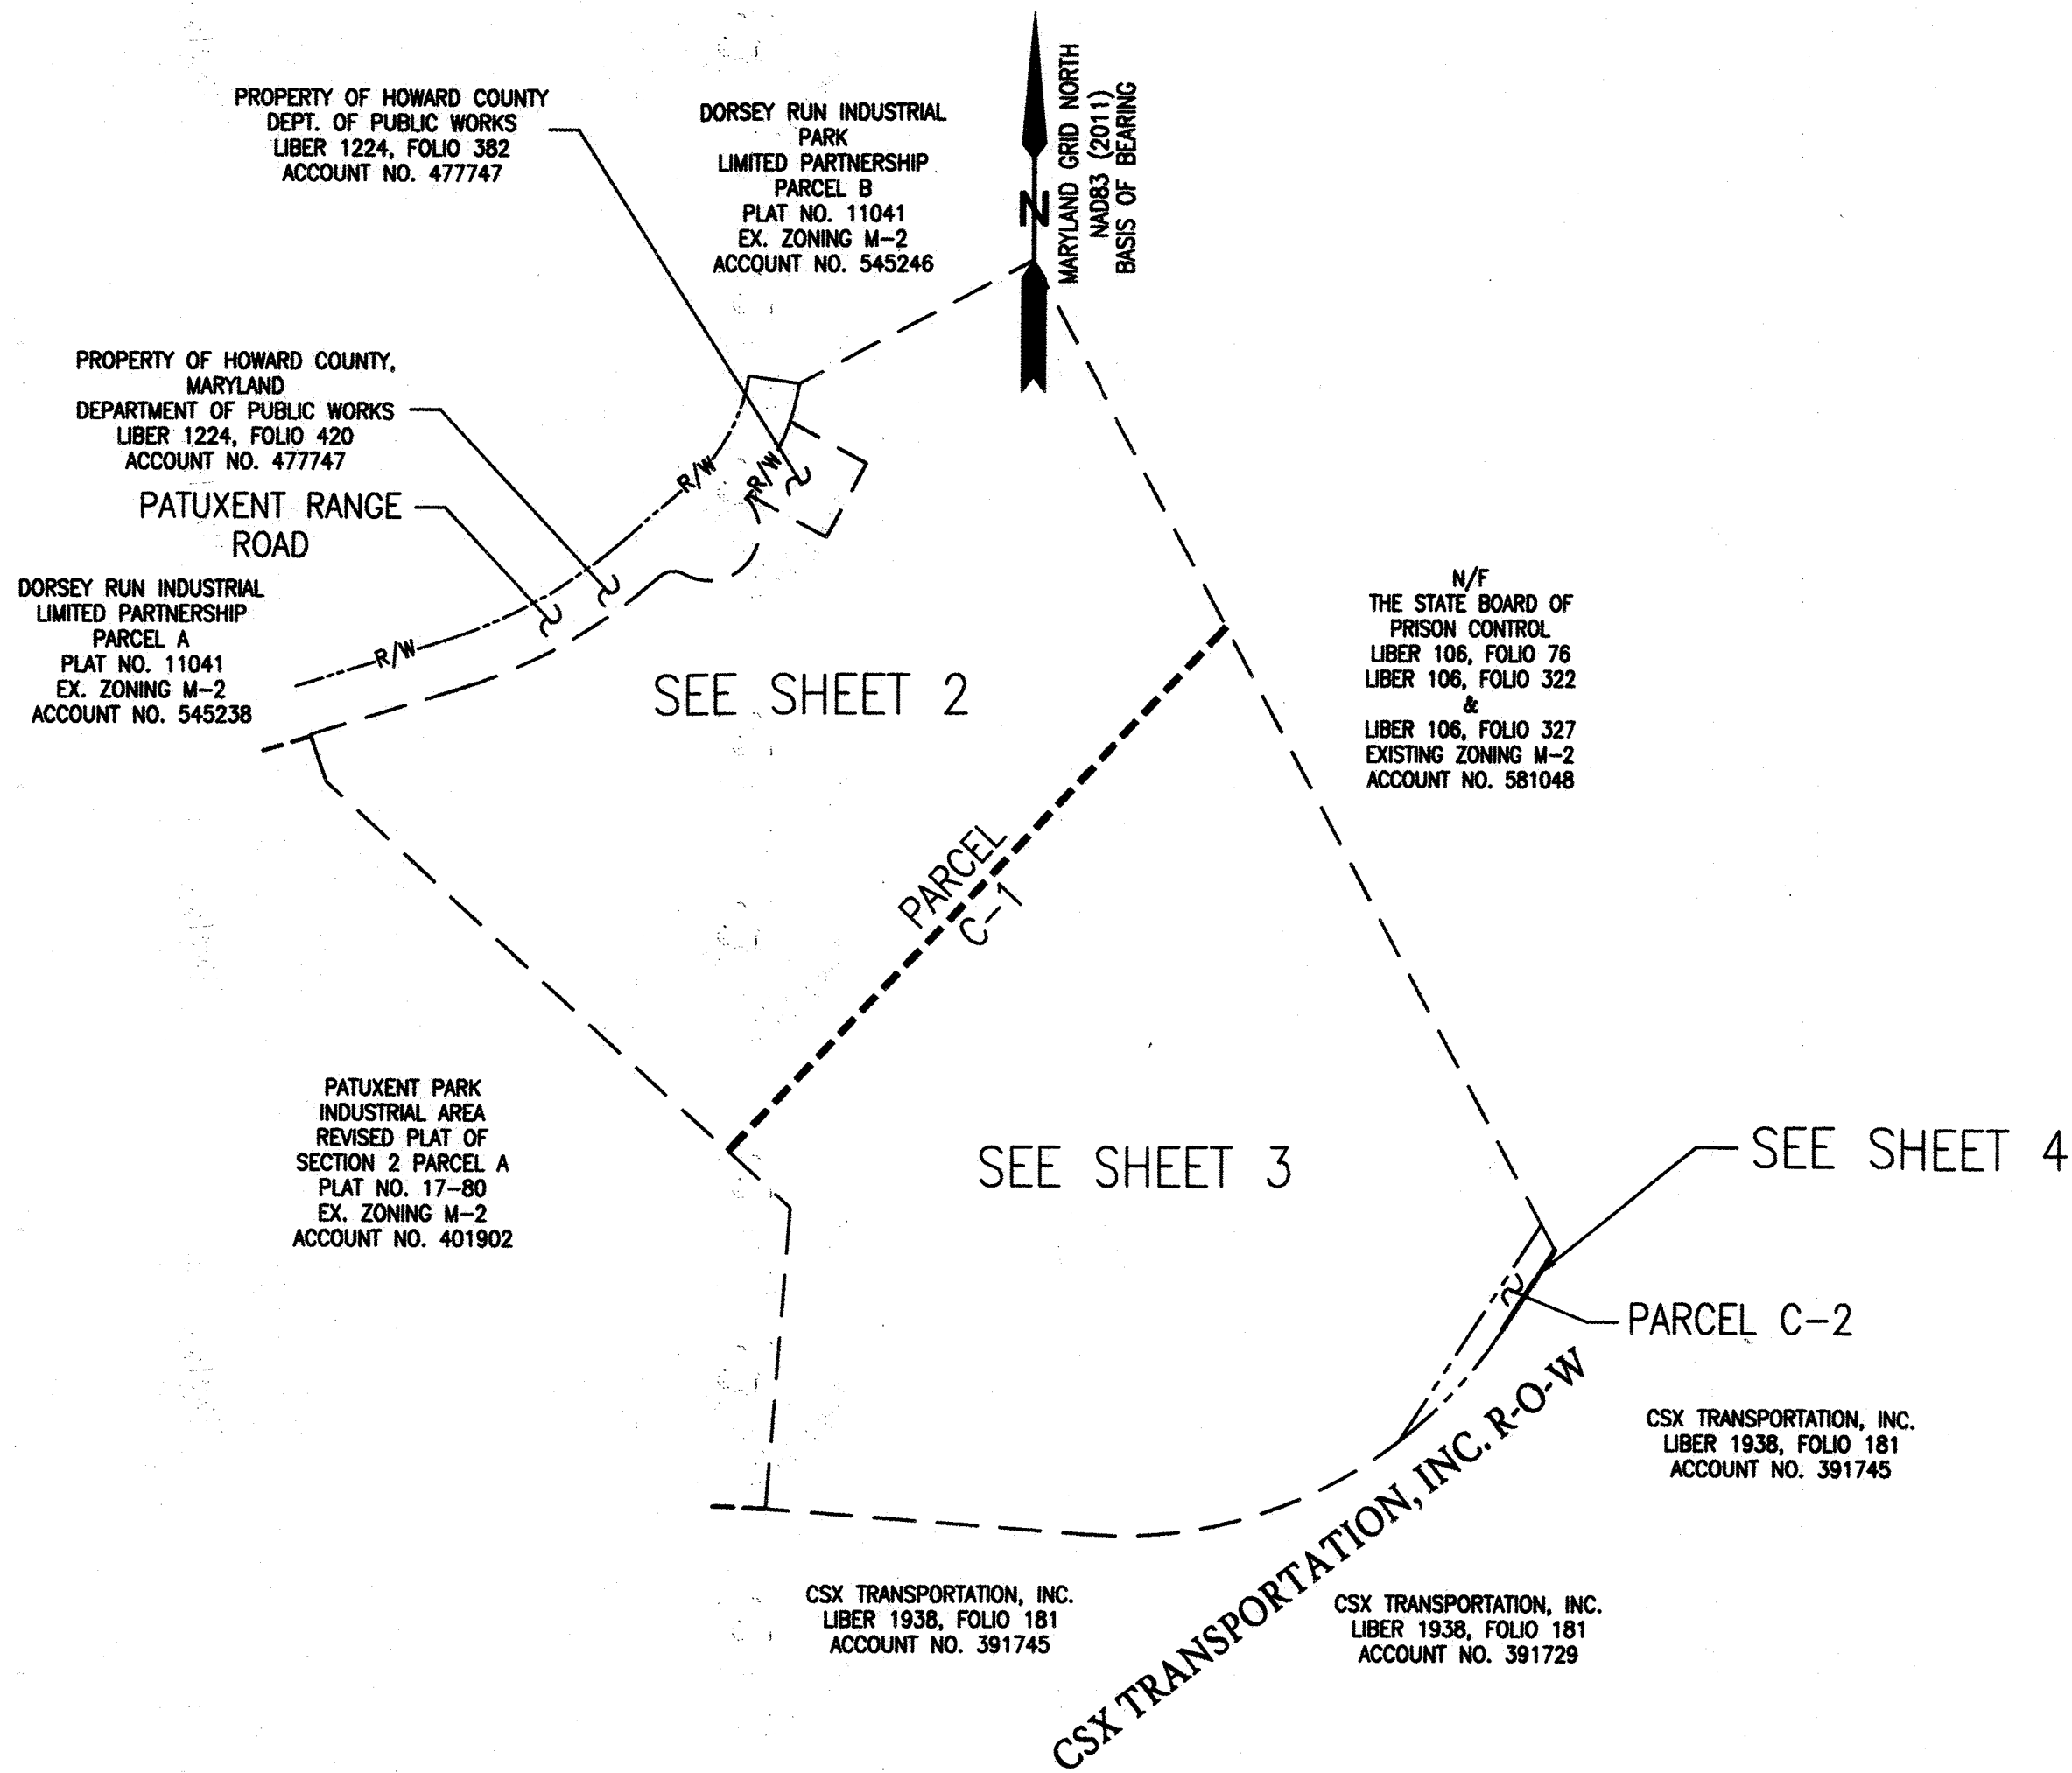 PROPERTY OF HOWARD COUNTY
DEPT. OF PUBLIC WORKS
LIBER 1224, FOLIO 382
ACCOUNT NO. 477747
DORSEY RUN INDUSTRIAL
PARK
LIMITED PARTNERSHIP
PARCEL B
PLAT NO. 11041
EX. ZONING M-2
ACCOUNT NO. 545246
N
MARYLAND GRID NORTH
NAD83 (2011)
BASIS OF BEARING
PROPERTY OF HOWARD COUNTY,
MARYLAND
DEPARTMENT OF PUBLIC WORKS
LIBER 1224, FOLIO 420
ACCOUNT NO. 477747
PATUXENT RANGE
ROAD
R/W
R/W
R/W
DORSEY RUN INDUSTRIAL
LIMITED PARTNERSHIP
PARCEL A
PLAT NO. 11041
EX. ZONING M-2
ACCOUNT NO. 545238
SEE SHEET 2
N/F
THE STATE BOARD OF
PRISON CONTROL
LIBER 106, FOLIO 76
LIBER 106, FOLIO 322
&
LIBER 106, FOLIO 327
EXISTING ZONING M-2
ACCOUNT NO. 581048
PARCEL
C-1
PATUXENT PARK
INDUSTRIAL AREA
REVISED PLAT OF
SECTION 2 PARCEL A
PLAT NO. 17-80
EX. ZONING M-2
ACCOUNT NO. 401902
SEE SHEET 3
SEE SHEET 4
PARCEL C-2
CSX TRANSPORTATION, INC. R-O-W
CSX TRANSPORTATION, INC.
LIBER 1938, FOLIO 181
ACCOUNT NO. 391745
CSX TRANSPORTATION, INC.
LIBER 1938, FOLIO 181
ACCOUNT NO. 391745
CSX TRANSPORTATION, INC.
LIBER 1938, FOLIO 181
ACCOUNT NO. 391729